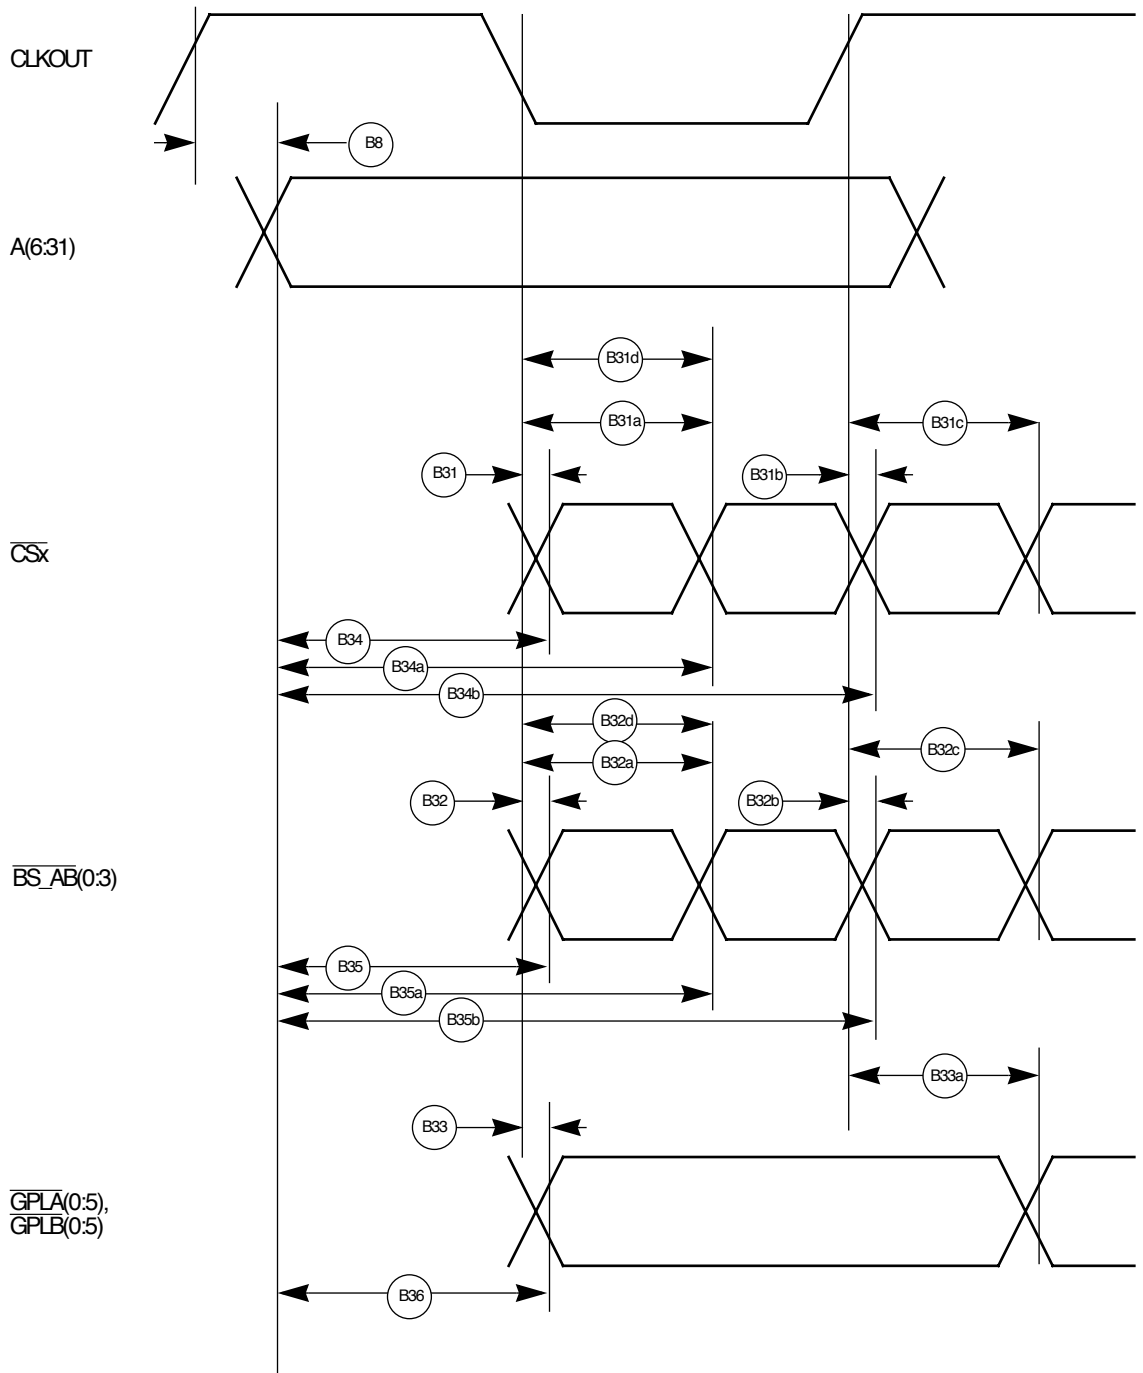 CLKOUT
B8
A(6:31)
B31d
B31a
B31c
B31
B31b
CSx
B34
B34a
B34b
B32d
B32a
B32c
B32
B32b
BS_AB(0:3)
B35
B35a
B35b
B33a
B33
GPLA(0:5),
GPLB(0:5)
B36